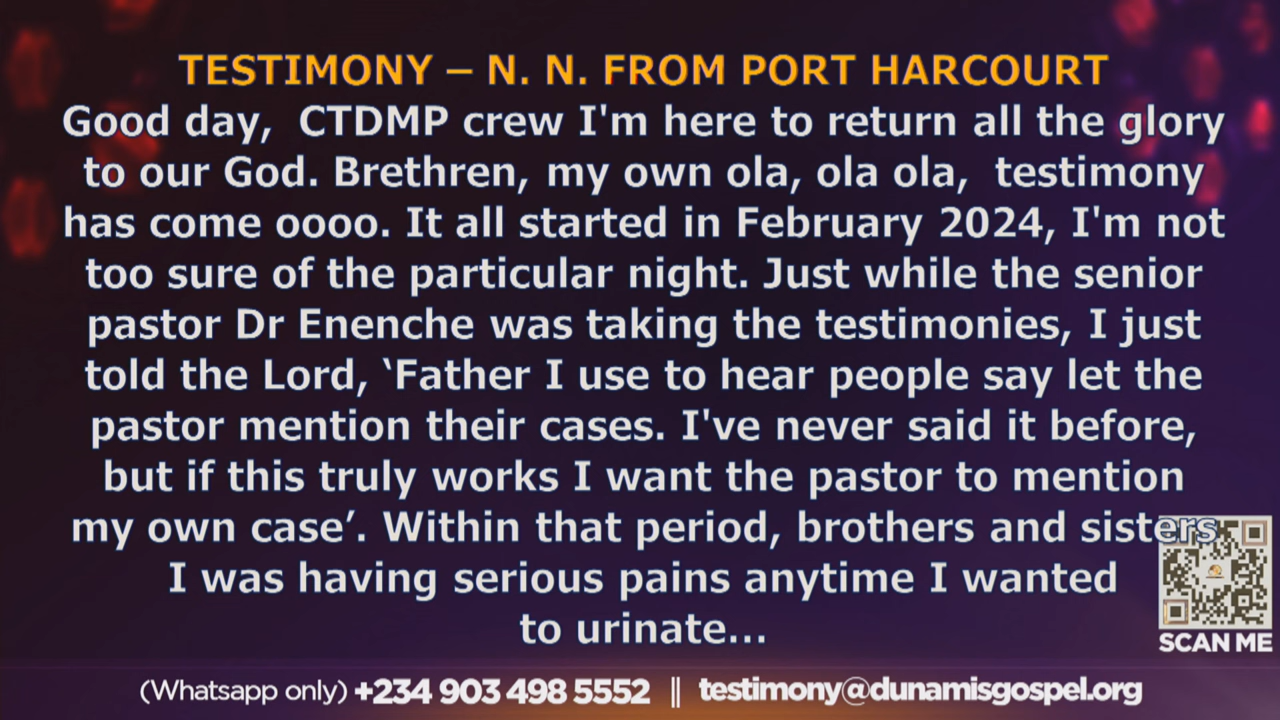 TESTIMONY – N. N. FROM PORT HARCOURT
Good day,  CTDMP crew I'm here to return all the glory
to our God. Brethren, my own ola, ola ola,  testimony
has come oooo. It all started in February 2024, I'm not
too sure of the particular night. Just while the senior
pastor Dr Enenche was taking the testimonies, I just
told the Lord, ‘Father I use to hear people say let the
pastor mention their cases. I've never said it before,
but if this truly works I want the pastor to mention
my own case’. Within that period, brothers and sisters
I was having serious pains anytime I wanted
to urinate...
SCAN ME
(Whatsapp only) +234 903 498 5552 || testimony@dunamisgospel.org